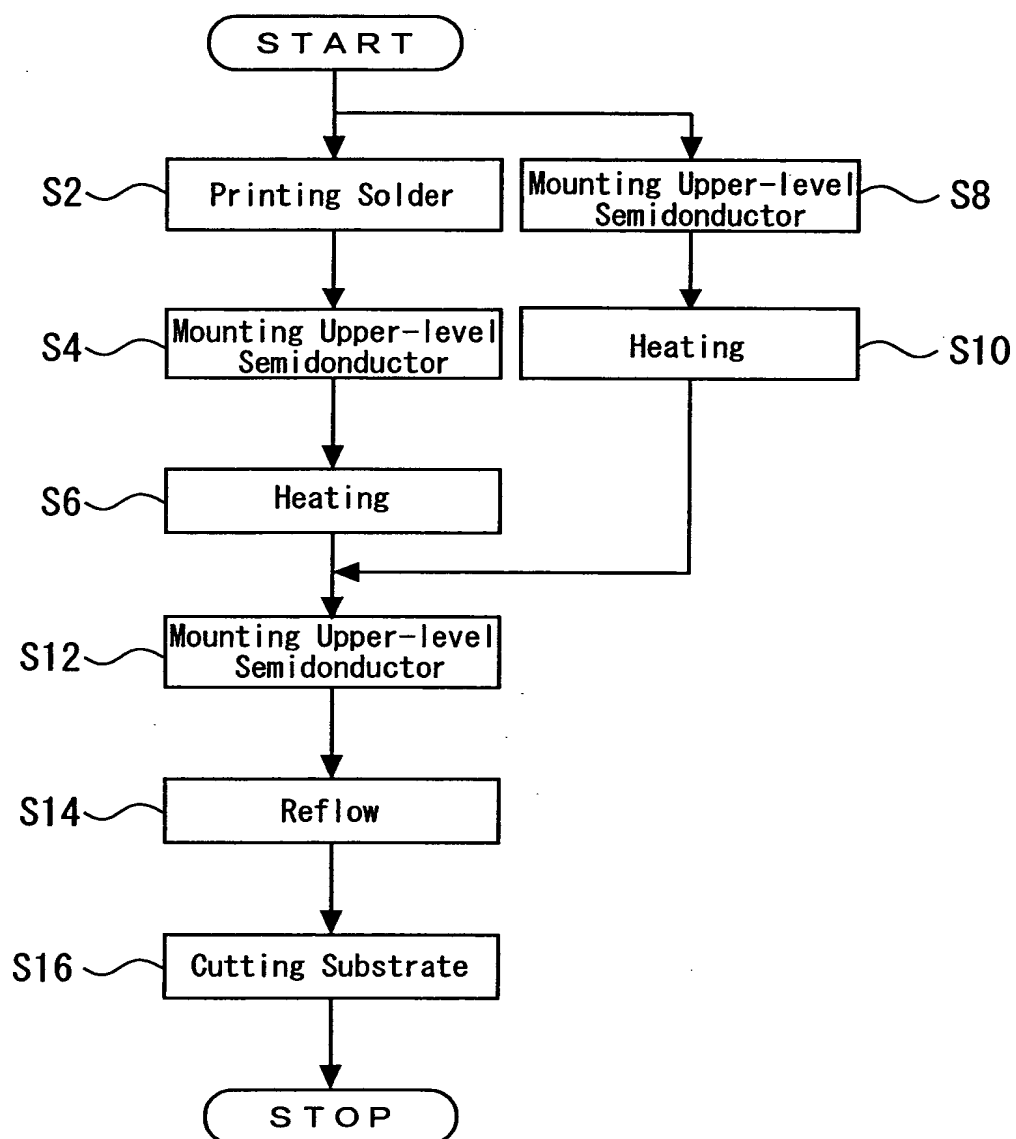 START
S2
Printing Solder
Mounting Upper-level
Semidonductor
S8
S4
Mounting Upper-level
Semidonductor
Heating
S10
S6
Heating
S12
Mounting Upper-level
Semidonductor
S14
Reflow
S16
Cutting Substrate
STOP